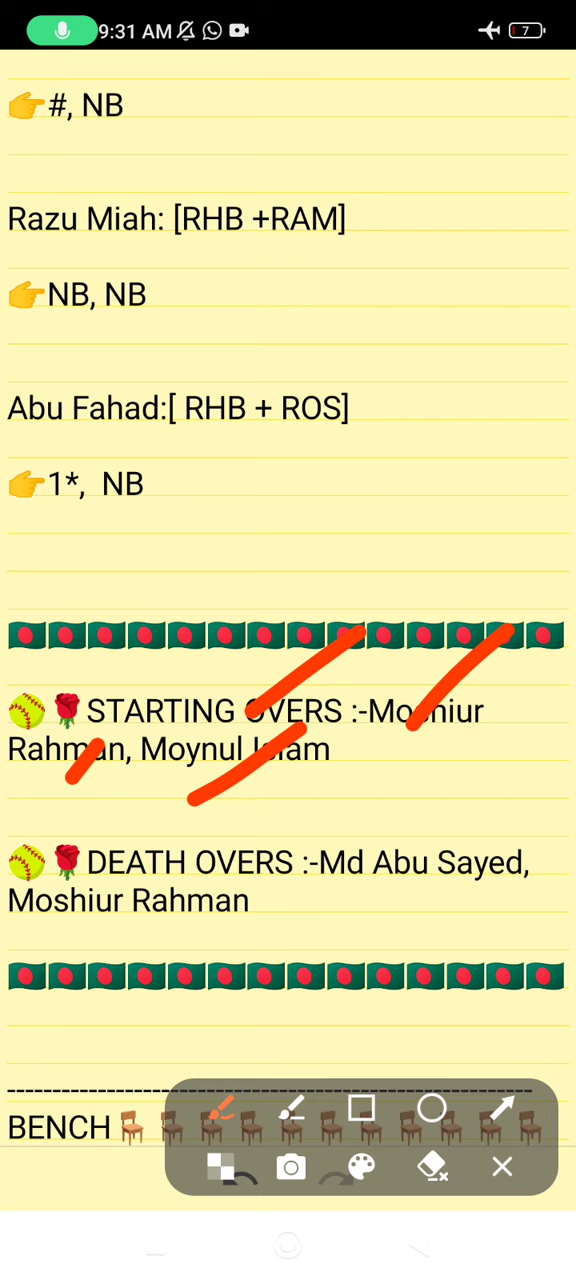 9:31 AM
7
👉#, NB
Razu Miah: [RHB +RAM]
👉NB, NB
Abu Fahad:[ RHB + ROS]
👉1*,  NB
🇧🇩🇧🇩🇧🇩🇧🇩🇧🇩🇧🇩🇧🇩🇧🇩🇧🇩🇧🇩🇧🇩🇧🇩🇧🇩🇧🇩
🥎🌹STARTING OVERS :-Moshiur
Rahman, Moynul Islam
🥎🌹DEATH OVERS :-Md Abu Sayed,
Moshiur Rahman
🇧🇩🇧🇩🇧🇩🇧🇩🇧🇩🇧🇩🇧🇩🇧🇩🇧🇩🇧🇩🇧🇩🇧🇩🇧🇩🇧🇩
----------------------------------------------------------
BENCH🪑🪑🪑🪑🪑🪑🪑🪑🪑🪑🪑